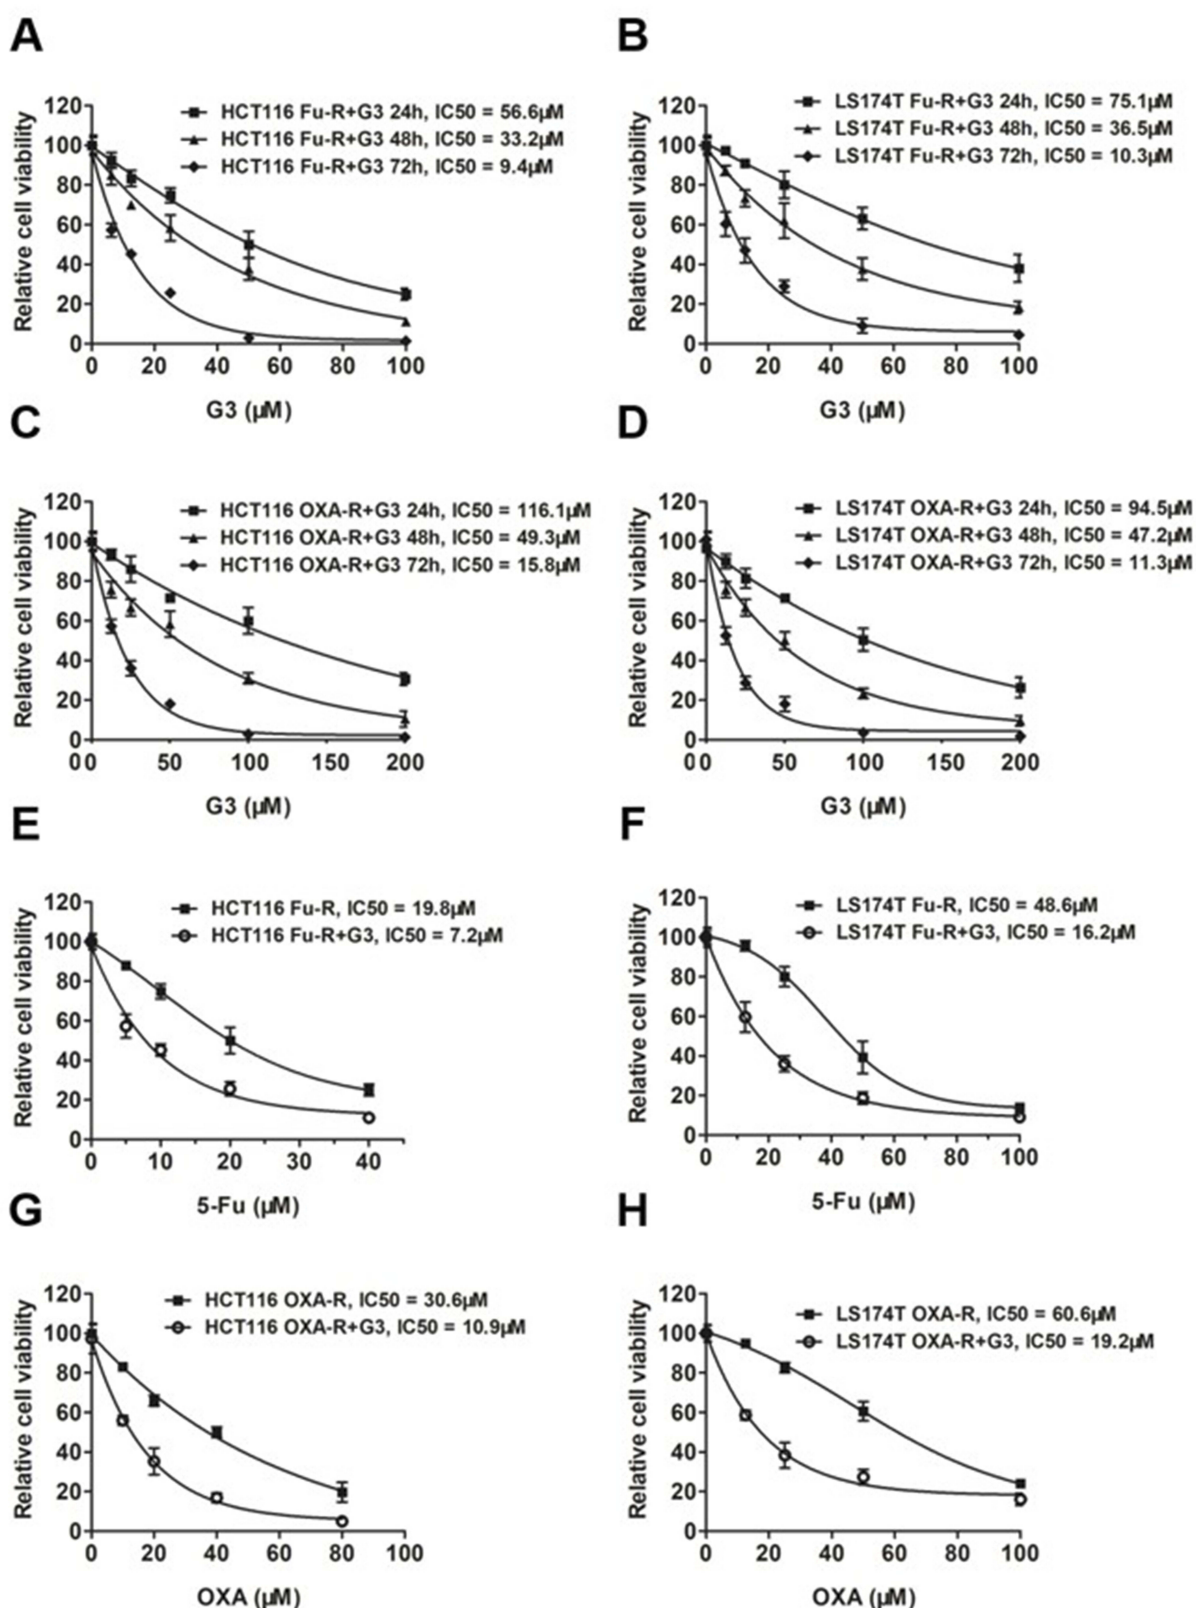 A
B
HCT116 Fu-R+G3 24h, IC50 = 56.6µM
HCT116 Fu-R+G3 48h, IC50 = 33.2µM
HCT116 Fu-R+G3 72h, IC50 = 9.4µM
Relative cell viability
120
100
80
60
40
20
0
0 20 40 60 80 100
G3 (µM)
LS174T Fu-R+G3 24h, IC50 = 75.1µM
LS174T Fu-R+G3 48h, IC50 = 36.5µM
LS174T Fu-R+G3 72h, IC50 = 10.3µM
Relative cell viability
120
100
80
60
40
20
0
0 20 40 60 80 100
G3 (µM)
C
D
HCT116 OXA-R+G3 24h, IC50 = 116.1µM
HCT116 OXA-R+G3 48h, IC50 = 49.3µM
HCT116 OXA-R+G3 72h, IC50 = 15.8µM
Relative cell viability
120
100
80
60
40
20
0
00 50 100 150 200
G3 (µM)
LS174T OXA-R+G3 24h, IC50 = 94.5µM
LS174T OXA-R+G3 48h, IC50 = 47.2µM
LS174T OXA-R+G3 72h, IC50 = 11.3µM
Relative cell viability
120
100
80
60
40
20
0
00 50 100 150 200
G3 (µM)
E
F
HCT116 Fu-R, IC50 = 19.8µM
HCT116 Fu-R+G3, IC50 = 7.2µM
Relative cell viability
120
100
80
60
40
20
0
0 10 20 30 40
5-Fu (µM)
LS174T Fu-R, IC50 = 48.6µM
LS174T Fu-R+G3, IC50 = 16.2µM
Relative cell viability
120
100
80
60
40
20
0
0 20 40 60 80 100
5-Fu (µM)
G
H
HCT116 OXA-R, IC50 = 30.6µM
HCT116 OXA-R+G3, IC50 = 10.9µM
Relative cell viability
120
100
80
60
40
20
0
0 20 40 60 80 100
OXA (µM)
LS174T OXA-R, IC50 = 60.6µM
LS174T OXA-R+G3, IC50 = 19.2µM
Relative cell viability
120
100
80
60
40
20
0
0 20 40 60 80 100
OXA (µM)